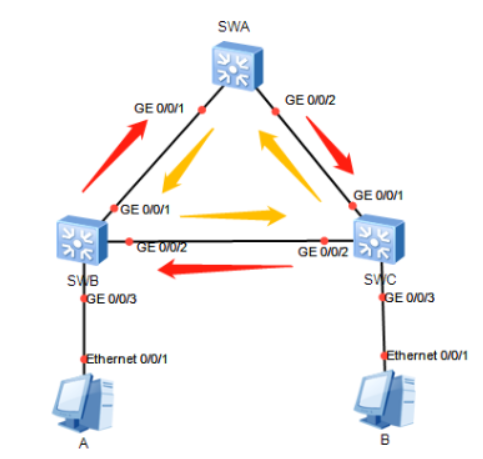 SWA
GE 0/0/1
GE 0/0/2
GE 0/0/1
GE 0/0/1
GE 0/0/2
GE 0/0/2
SWB
SWC
GE 0/0/3
GE 0/0/3
Ethernet 0/0/1
Ethernet 0/0/1
A
B